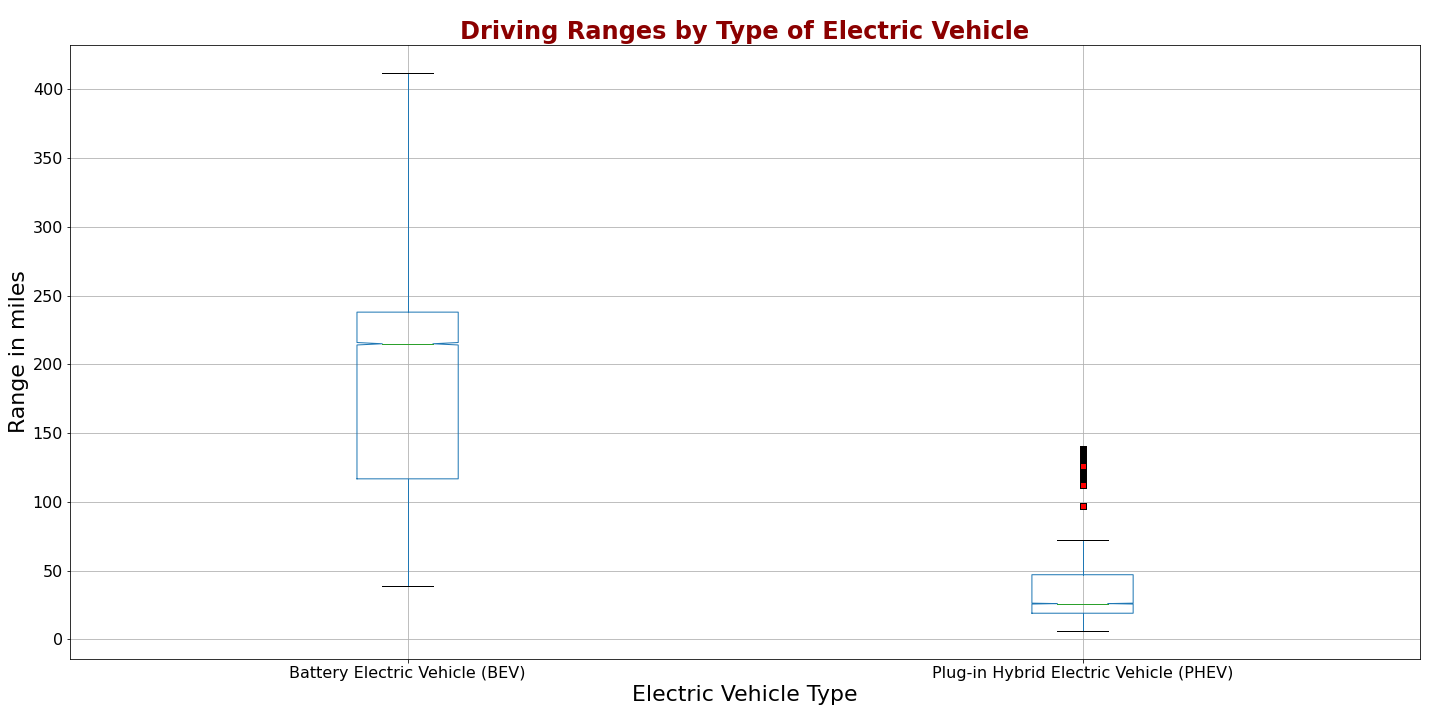 Driving Ranges by Type of Electric Vehicle
Range in miles
400
350
300
250
200
150
100
50
0
Battery Electric Vehicle (BEV)
Plug-in Hybrid Electric Vehicle (PHEV)
Electric Vehicle Type